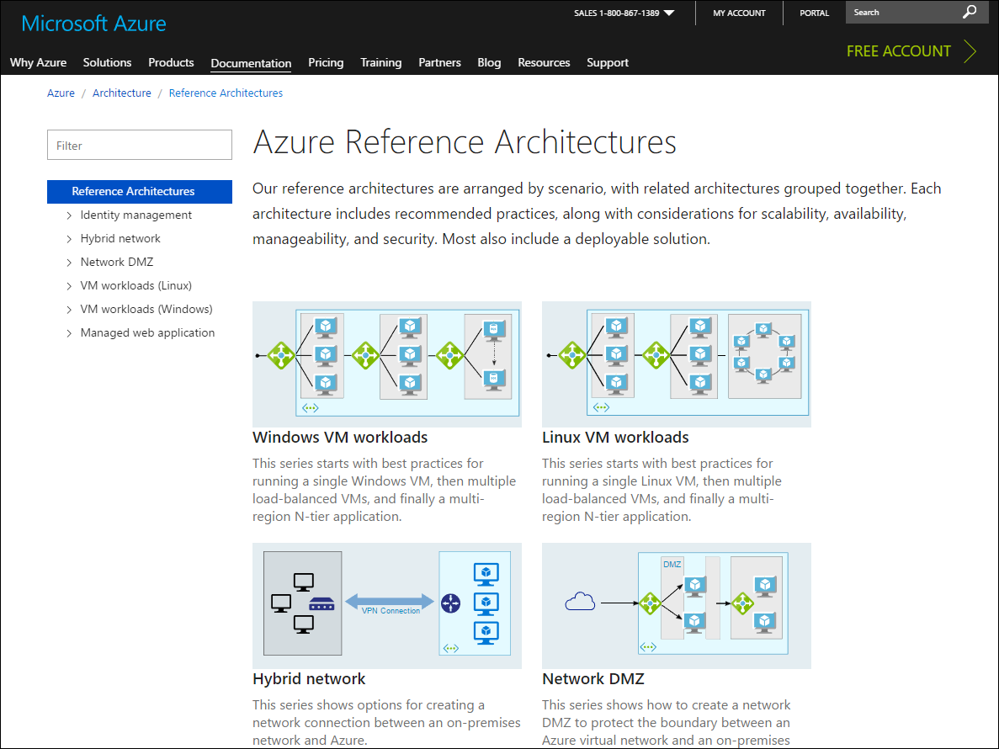 Microsoft Azure
SALES 1-800-867-1389
MY ACCOUNT
PORTAL
Search
Why Azure Solutions Products Documentation Pricing Training Partners Blog Resources Support
FREE ACCOUNT
Azure / Architecture / Reference Architectures
Filter
Reference Architectures
Identity management
Hybrid network
Network DMZ
VM workloads (Linux)
VM workloads (Windows)
Managed web application
Azure Reference Architectures
Our reference architectures are arranged by scenario, with related architectures grouped together. Each
architecture includes recommended practices, along with considerations for scalability, availability,
manageability, and security. Most also include a deployable solution.
Windows VM workloads
This series starts with best practices for
running a single Windows VM, then multiple
load-balanced VMs, and finally a multi-
region N-tier application.
Linux VM workloads
This series starts with best practices for
running a single Linux VM, then multiple
load-balanced VMs, and finally a multi-
region N-tier application.
VPN Connection
Hybrid network
This series shows options for creating a
network connection between an on-premises
network and Azure.
DMZ
Network DMZ
This series shows how to create a network
DMZ to protect the boundary between an
Azure virtual network and an on-premises